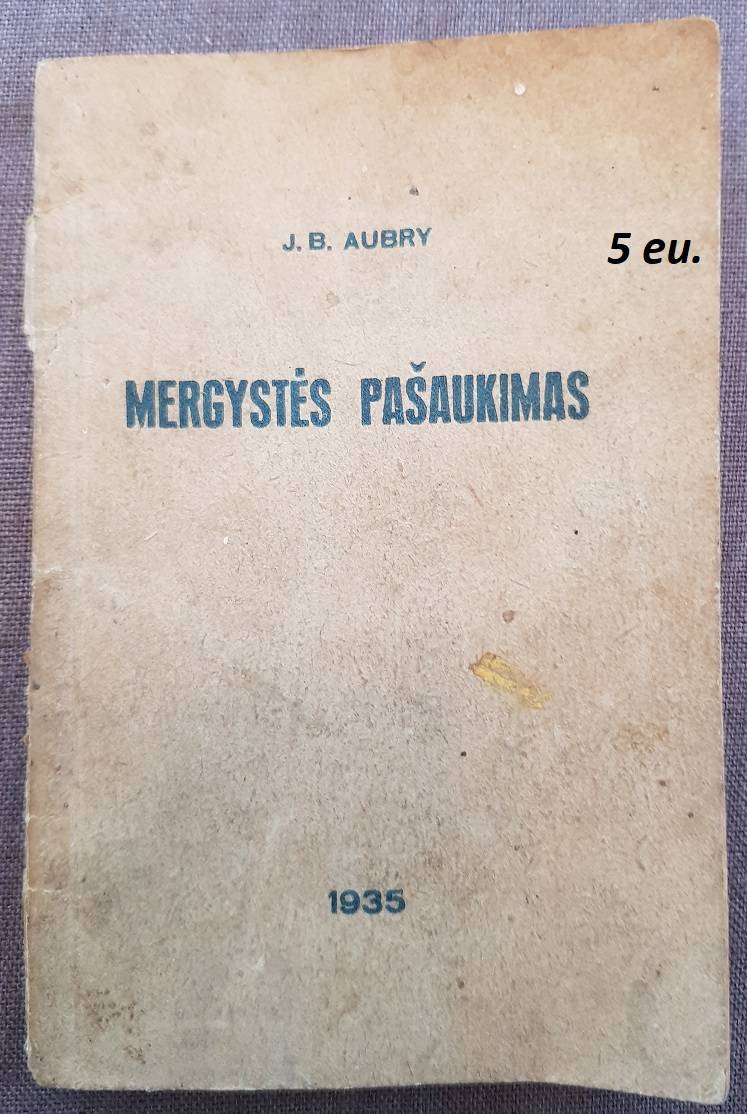 J. B. AUBRY
5 eu.
MERGYSTĖS PAŠAUKIMAS
1935